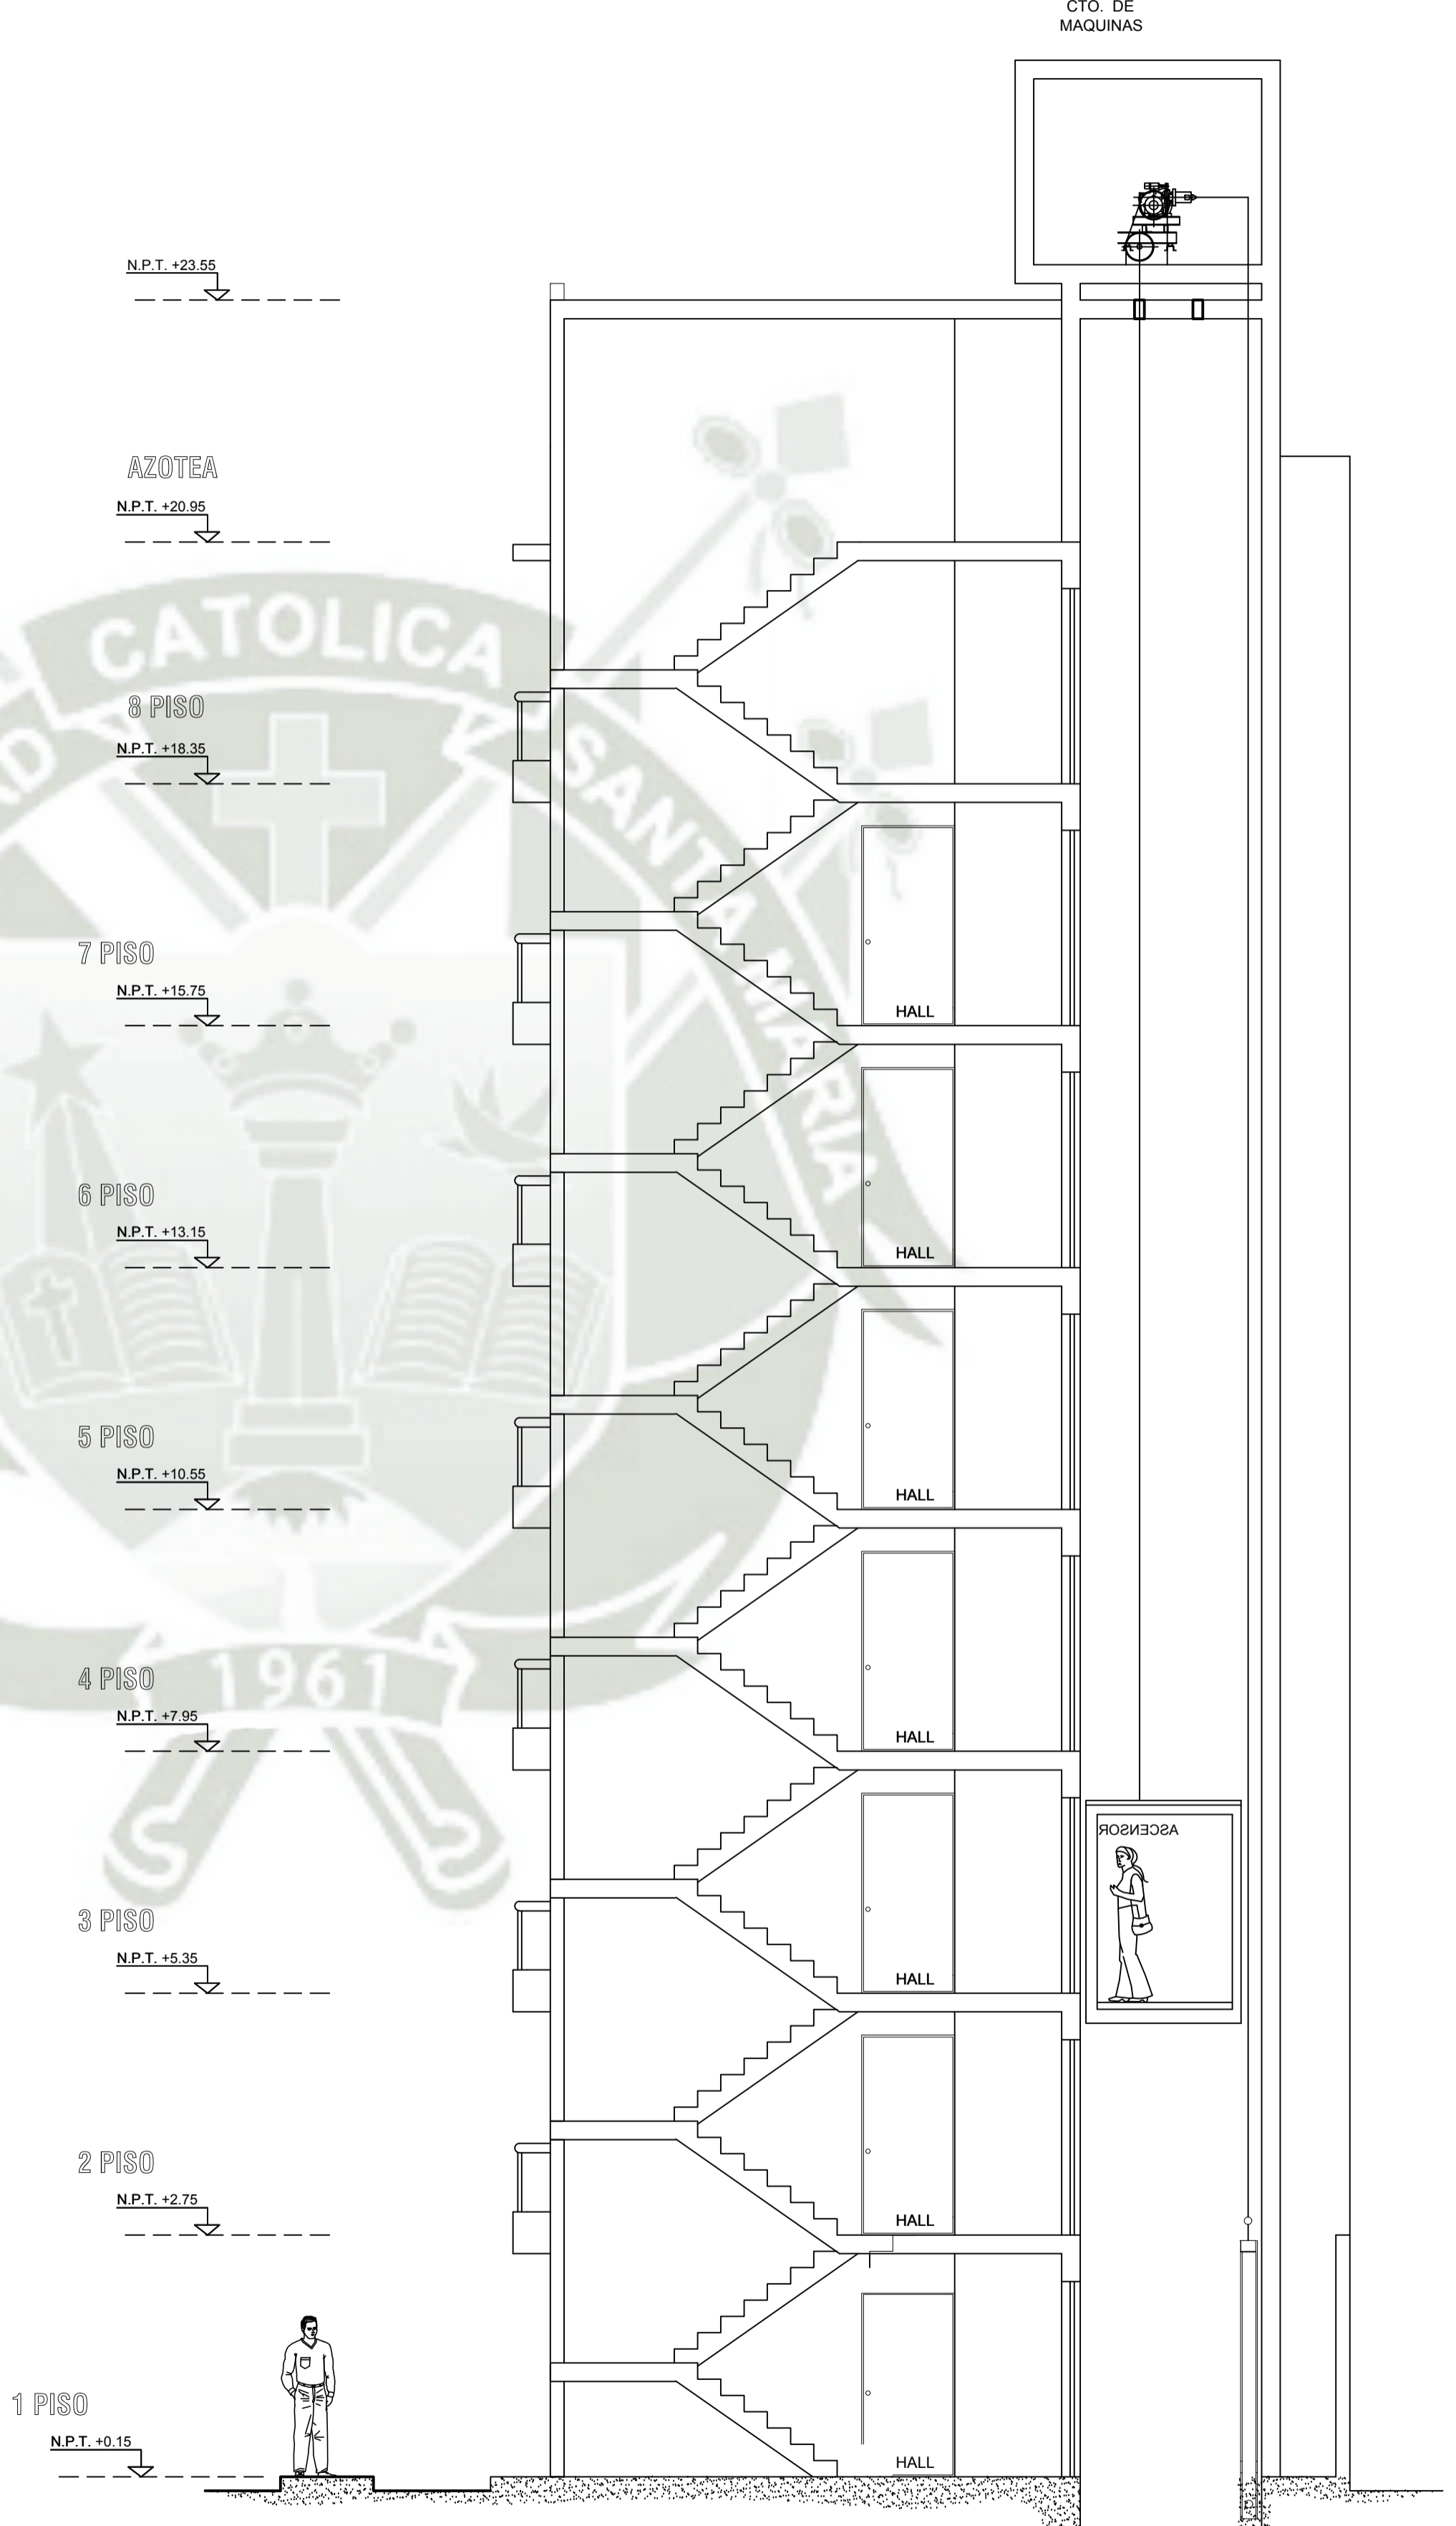 CTO. DE
MAQUINAS
N.P.T. +23.55
AZOTEA
N.P.T. +20.95
CATOLICA
SANTA MARIA
8 PISO
N.P.T. +18.35
7 PISO
N.P.T. +15.75
HALL
6 PISO
N.P.T. +13.15
HALL
5 PISO
N.P.T. +10.55
HALL
1961
4 PISO
N.P.T. +7.95
HALL
ASCENSOR
3 PISO
N.P.T. +5.35
HALL
2 PISO
N.P.T. +2.75
HALL
1 PISO
N.P.T. +0.15
HALL